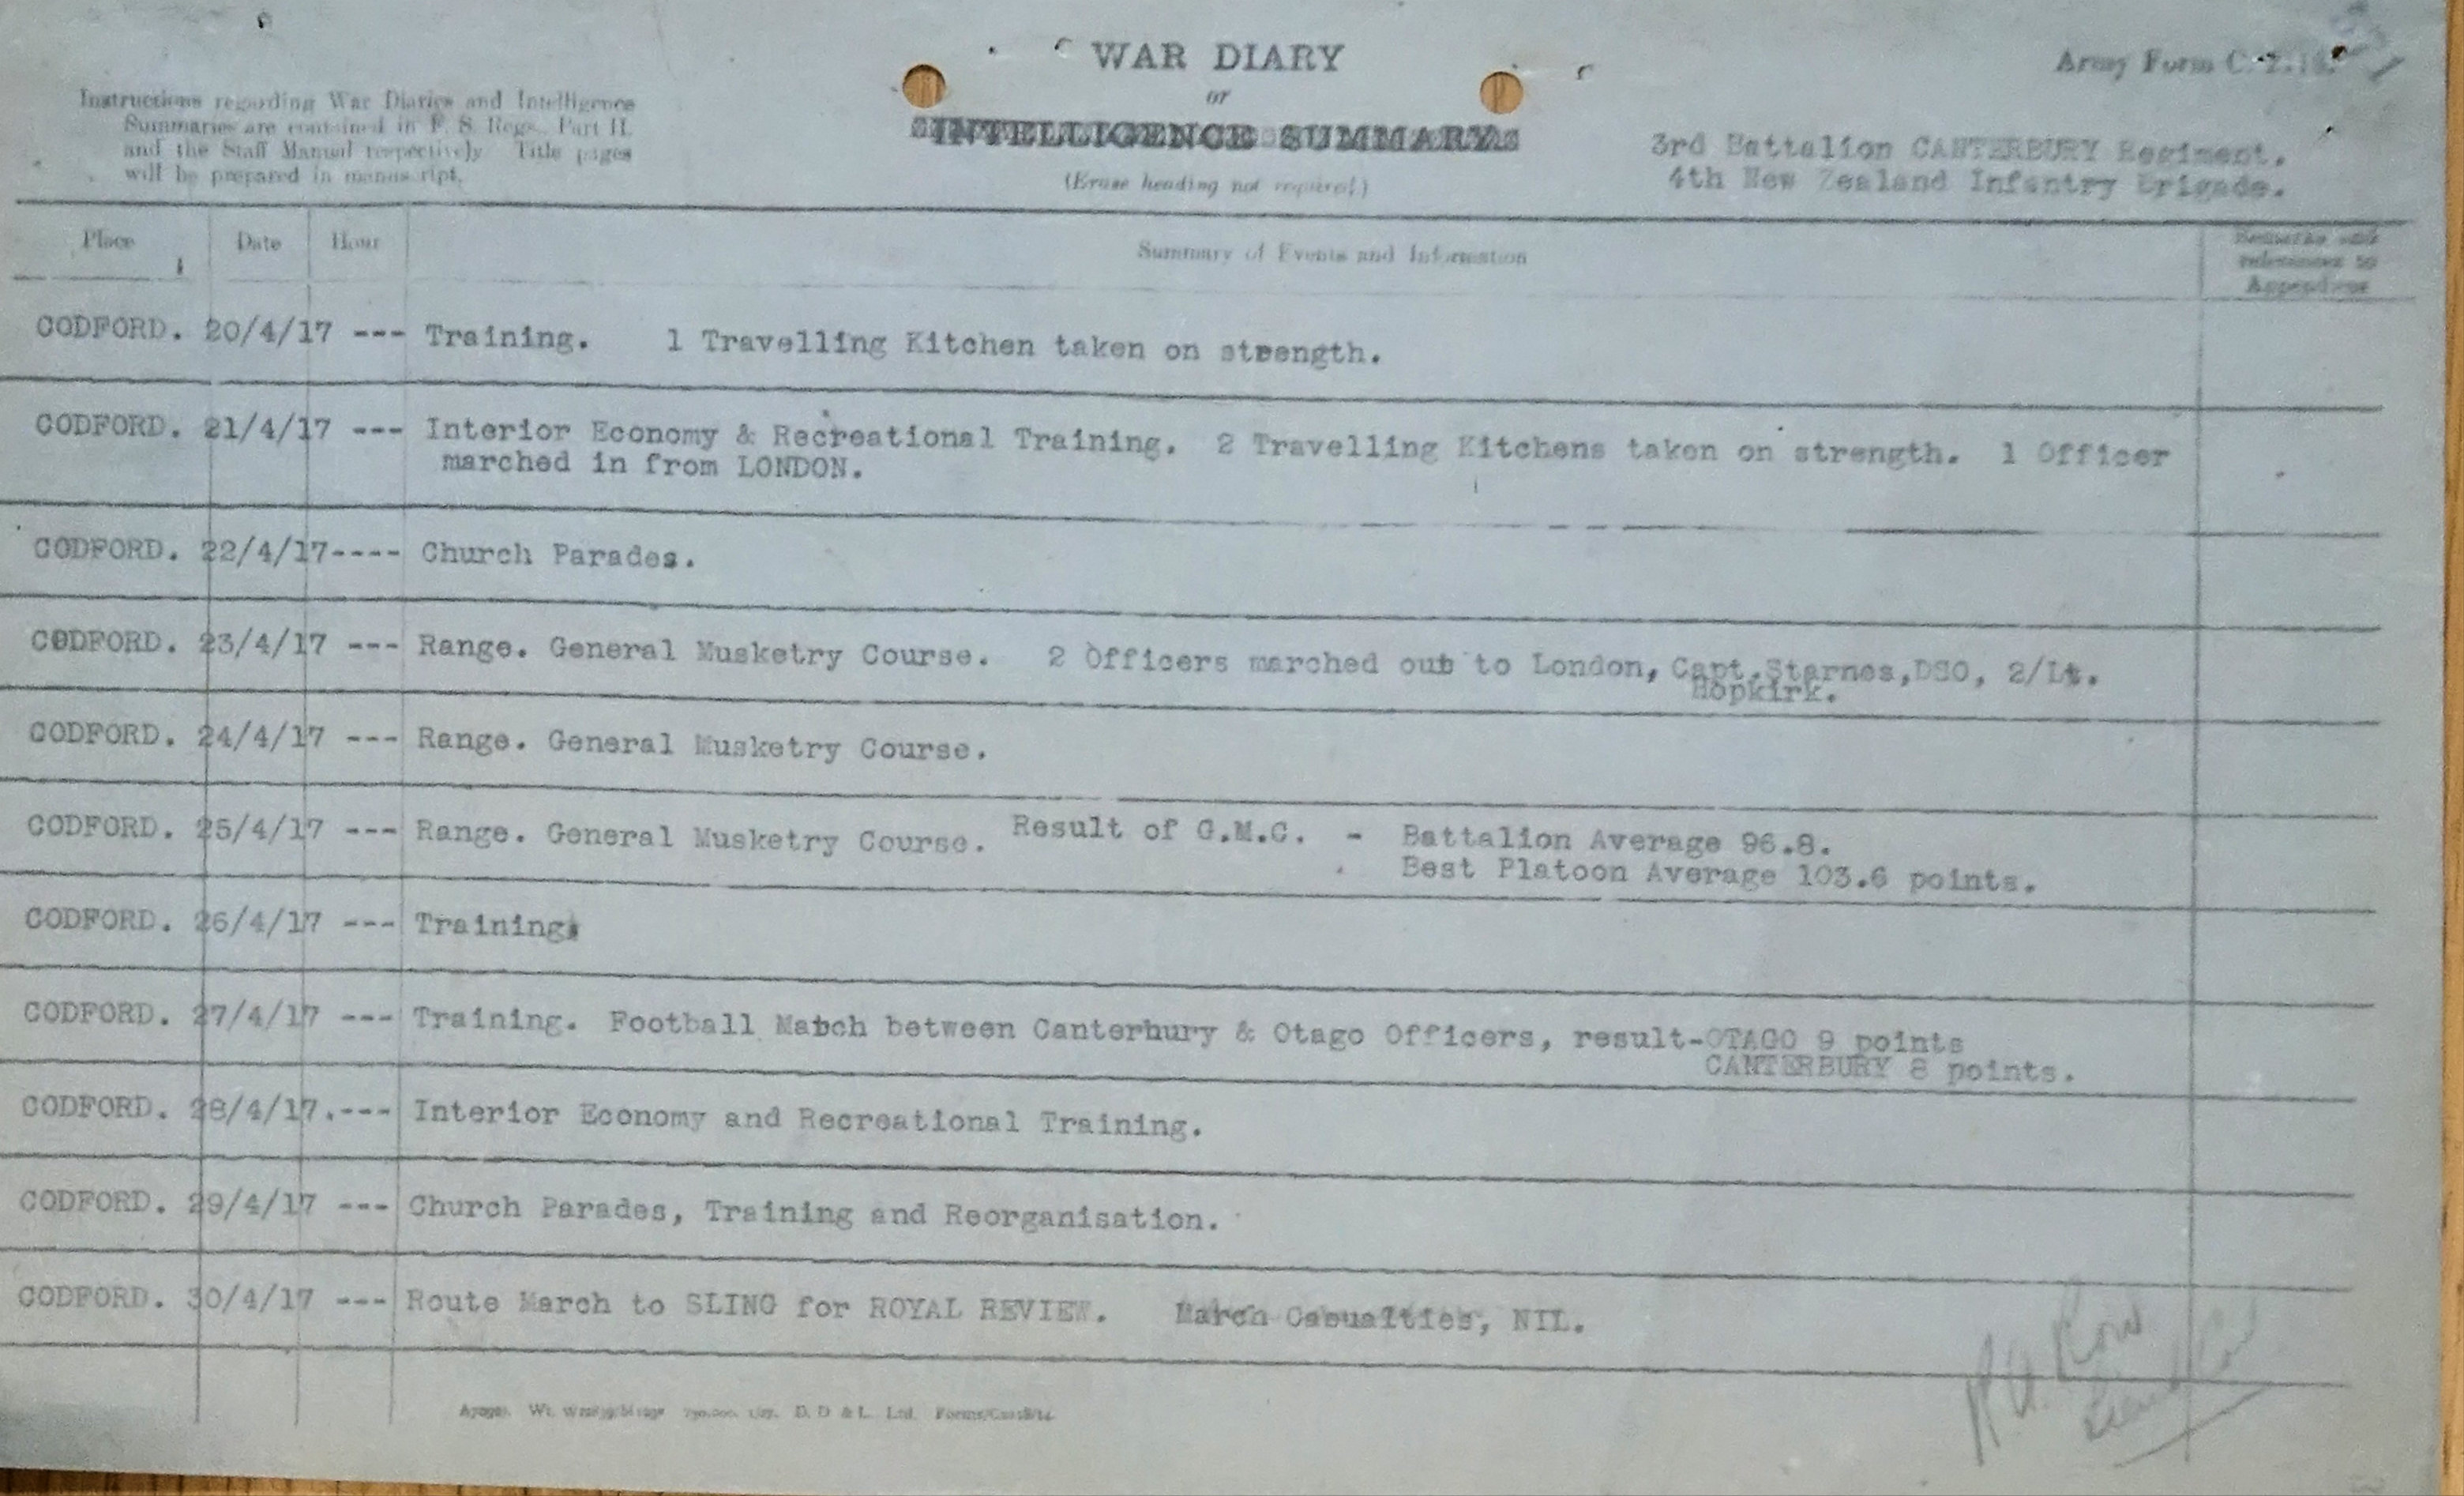 WAR DIARY
or
INTELLIGENCE SUMMARY
(Erase heading not required)
Army Form C.
Instructions regarding War Diaries and Intelligence
Summaries are contained in F. S. Regs., Part II.
and the Staff Manual respectively. Title pages
will be prepared in manuscript.
3rd Battalion CANTERBURY Regiment.
4th New Zealand Infantry Brigade.
Place Date Hour Summary of Events and Information Remarks and
references to
Appendices
CODFORD. 20/4/17 --- Training. 1 Travelling Kitchen taken on strength.
CODFORD. 21/4/17 --- Interior Economy & Recreational Training. 2 Travelling Kitchens taken on strength. 1 Officer
marched in from LONDON.
CODFORD. 22/4/17---- Church Parades.
CODFORD. 23/4/17 --- Range. General Musketry Course. 2 Officers marched out to London, Capt.Starnes,DSO, 2/Lt.
Hopkirk.
CODFORD. 24/4/17 --- Range. General Musketry Course.
CODFORD. 25/4/17 --- Range. General Musketry Course. Result of G.M.C. - Battalion Average 96.8.
Best Platoon Average 103.6 points.
CODFORD. 26/4/17 --- Training.
CODFORD. 27/4/17 --- Training. Football Match between Canterbury & Otago Officers, result-OTAGO 9 points
CANTERBURY 8 points.
CODFORD. 28/4/17.--- Interior Economy and Recreational Training.
CODFORD. 29/4/17 --- Church Parades, Training and Reorganisation.
CODFORD. 30/4/17 --- Route March to SLING for ROYAL REVIEW. March Casualties, NIL.
R A Row
D. D & L. Ltd.